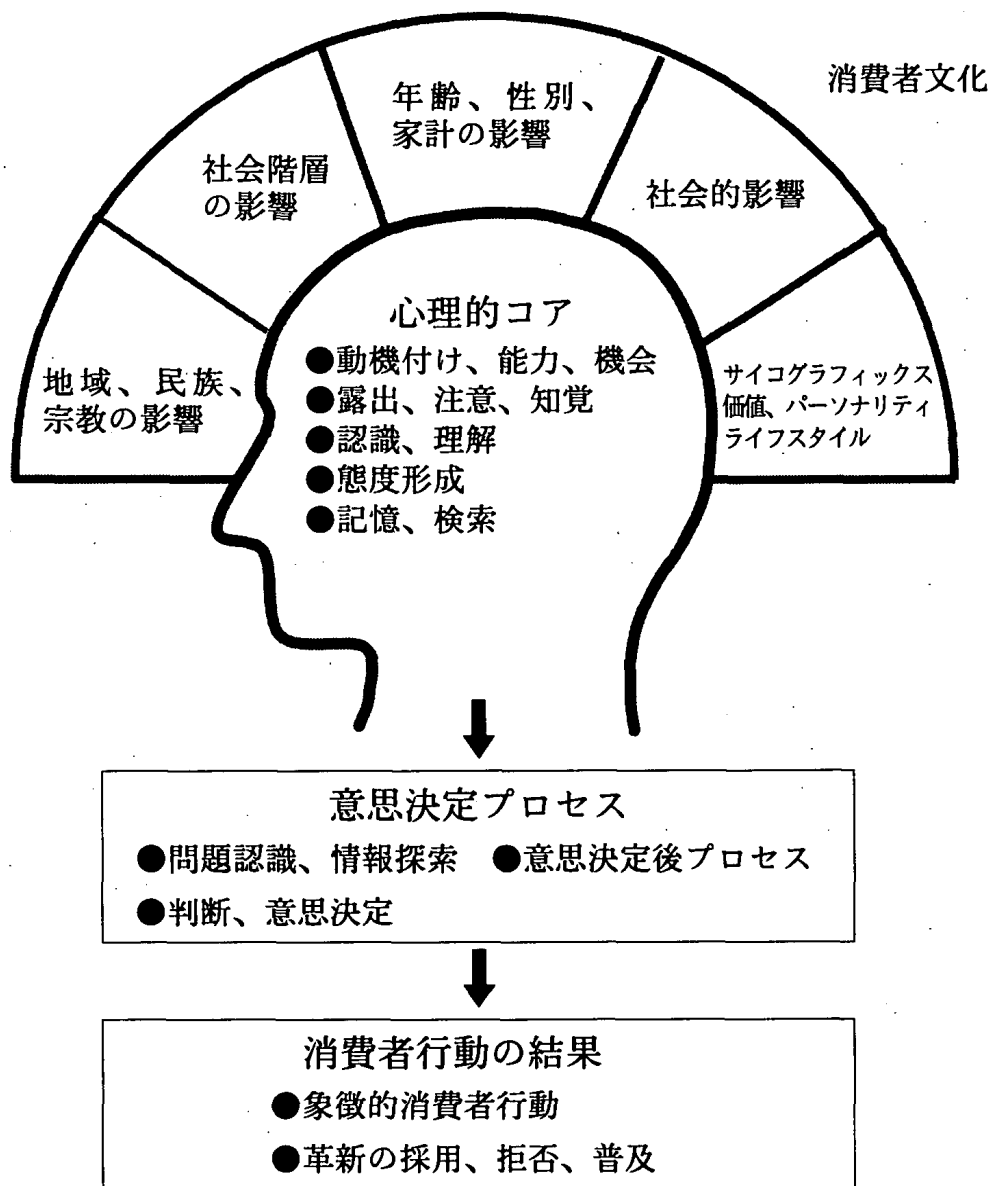 消費者文化
年齢、性別、
家計の影響
社会階層
の影響
社会的影響
地域、民族、
宗教の影響
サイコグラフィックス
価値、パーソナリティ
ライフスタイル
心理的コア
●動機付け、能力、機会
●露出、注意、知覚
●認識、理解
●態度形成
●記憶、検索
意思決定プロセス
●問題認識、情報探索 ●意思決定後プロセス
●判断、意思決定
消費者行動の結果
●象徴的消費者行動
●革新の採用、拒否、普及